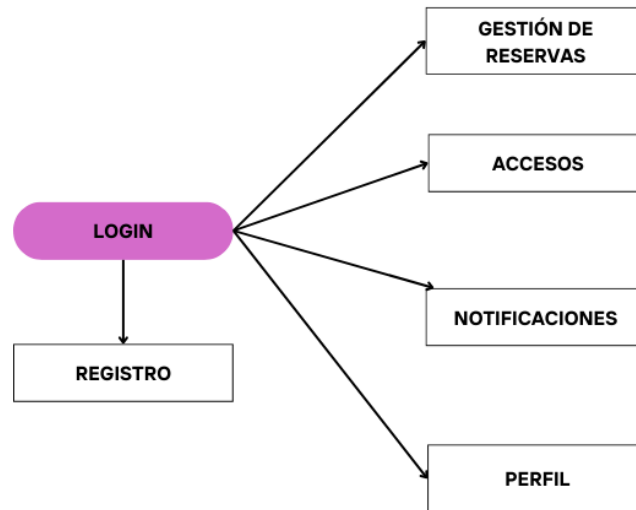 GESTIÓN DE
RESERVAS
ACCESOS
LOGIN
NOTIFICACIONES
REGISTRO
PERFIL